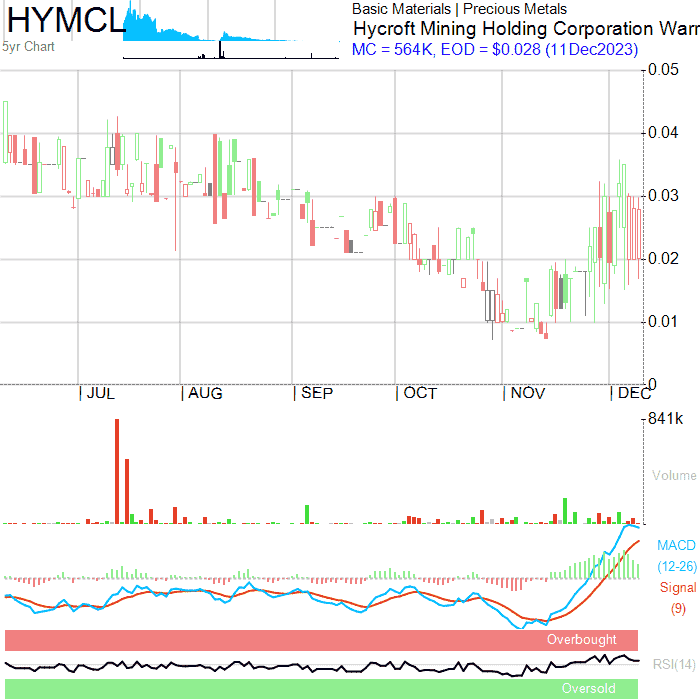 HYMCL
5yr Chart
Basic Materials | Precious Metals
Hycroft Mining Holding Corporation Warr
MC = 564K, EOD = $0.028 (11Dec2023)
0.05
0.04
0.03
0.02
0.01
0
JUL
AUG
SEP
OCT
NOV
DEC
841k
Volume
MACD
(12-26)
Signal
(9)
Overbought
RSI(14)
Oversold